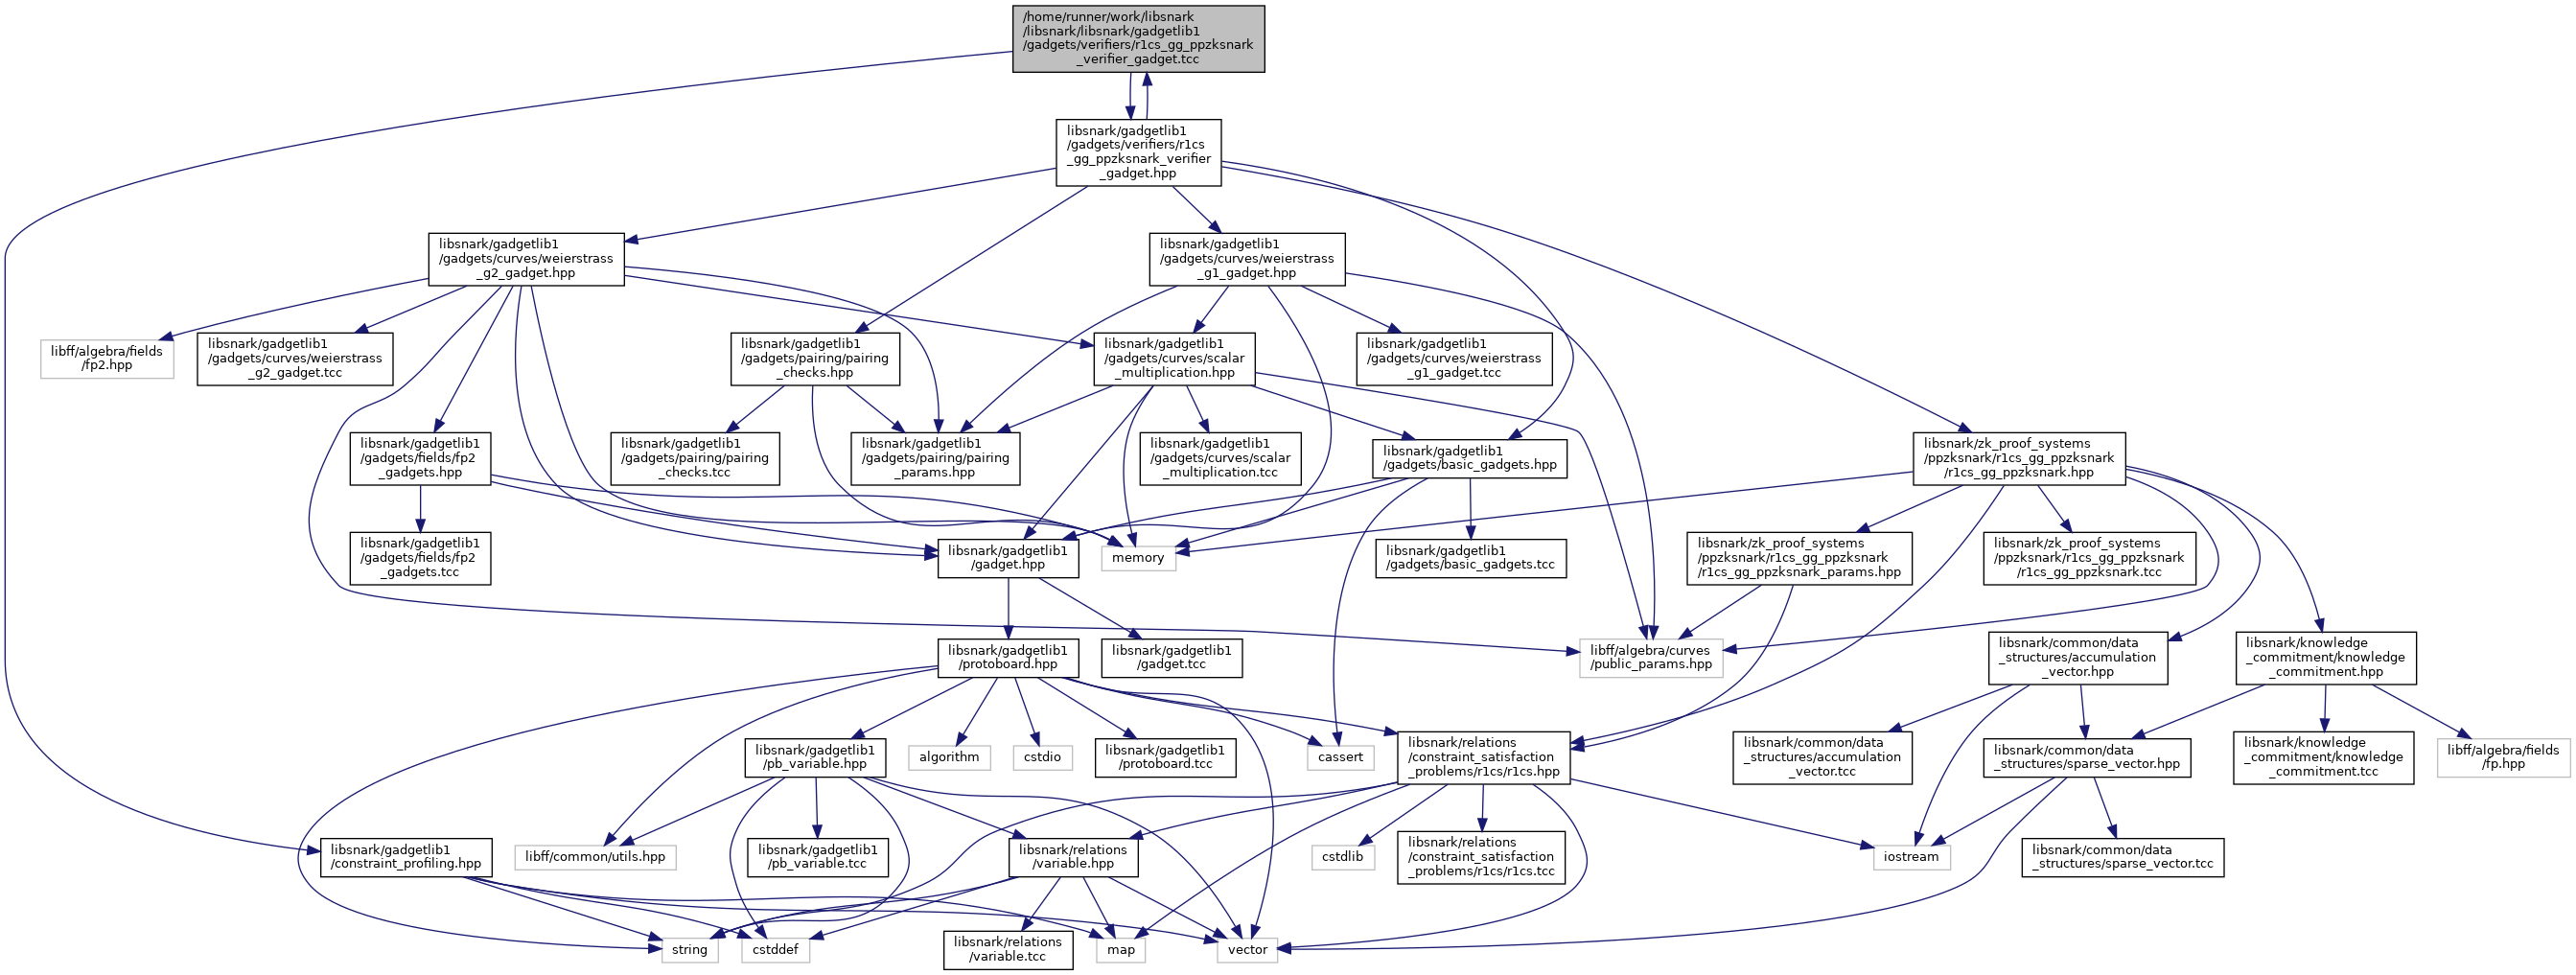 /home/runner/work/libsnark
/libsnark/libsnark/gadgetlib1
/gadgets/verifiers/r1cs_gg_ppzksnark
_verifier_gadget.tcc
libsnark/gadgetlib1
/gadgets/verifiers/r1cs
_gg_ppzksnark_verifier
_gadget.hpp
libsnark/gadgetlib1
/gadgets/curves/weierstrass
_g2_gadget.hpp
libsnark/gadgetlib1
/gadgets/curves/weierstrass
_g1_gadget.hpp
libff/algebra/fields
/fp2.hpp
libsnark/gadgetlib1
/gadgets/curves/weierstrass
_g2_gadget.tcc
libsnark/gadgetlib1
/gadgets/pairing/pairing
_checks.hpp
libsnark/gadgetlib1
/gadgets/curves/scalar
_multiplication.hpp
libsnark/gadgetlib1
/gadgets/curves/weierstrass
_g1_gadget.tcc
libsnark/gadgetlib1
/gadgets/fields/fp2
_gadgets.hpp
libsnark/gadgetlib1
/gadgets/pairing/pairing
_checks.tcc
libsnark/gadgetlib1
/gadgets/pairing/pairing
_params.hpp
libsnark/gadgetlib1
/gadgets/curves/scalar
_multiplication.tcc
libsnark/gadgetlib1
/gadgets/basic_gadgets.hpp
libsnark/zk_proof_systems
/ppzksnark/r1cs_gg_ppzksnark
/r1cs_gg_ppzksnark.hpp
libsnark/gadgetlib1
/gadgets/fields/fp2
_gadgets.tcc
libsnark/gadgetlib1
/gadget.hpp
memory
libsnark/gadgetlib1
/gadgets/basic_gadgets.tcc
libsnark/zk_proof_systems
/ppzksnark/r1cs_gg_ppzksnark
/r1cs_gg_ppzksnark_params.hpp
libsnark/zk_proof_systems
/ppzksnark/r1cs_gg_ppzksnark
/r1cs_gg_ppzksnark.tcc
libsnark/gadgetlib1
/protoboard.hpp
libsnark/gadgetlib1
/gadget.tcc
libff/algebra/curves
/public_params.hpp
libsnark/common/data
_structures/accumulation
_vector.hpp
libsnark/knowledge
_commitment/knowledge
_commitment.hpp
libsnark/gadgetlib1
/pb_variable.hpp
algorithm
cstdio
libsnark/gadgetlib1
/protoboard.tcc
cassert
libsnark/relations
/constraint_satisfaction
_problems/r1cs/r1cs.hpp
libsnark/common/data
_structures/accumulation
_vector.tcc
libsnark/common/data
_structures/sparse_vector.hpp
libsnark/knowledge
_commitment/knowledge
_commitment.tcc
libff/algebra/fields
/fp.hpp
libsnark/gadgetlib1
/constraint_profiling.hpp
libff/common/utils.hpp
libsnark/gadgetlib1
/pb_variable.tcc
libsnark/relations
/variable.hpp
cstdlib
libsnark/relations
/constraint_satisfaction
_problems/r1cs/r1cs.tcc
iostream
libsnark/common/data
_structures/sparse_vector.tcc
string
cstddef
libsnark/relations
/variable.tcc
map
vector